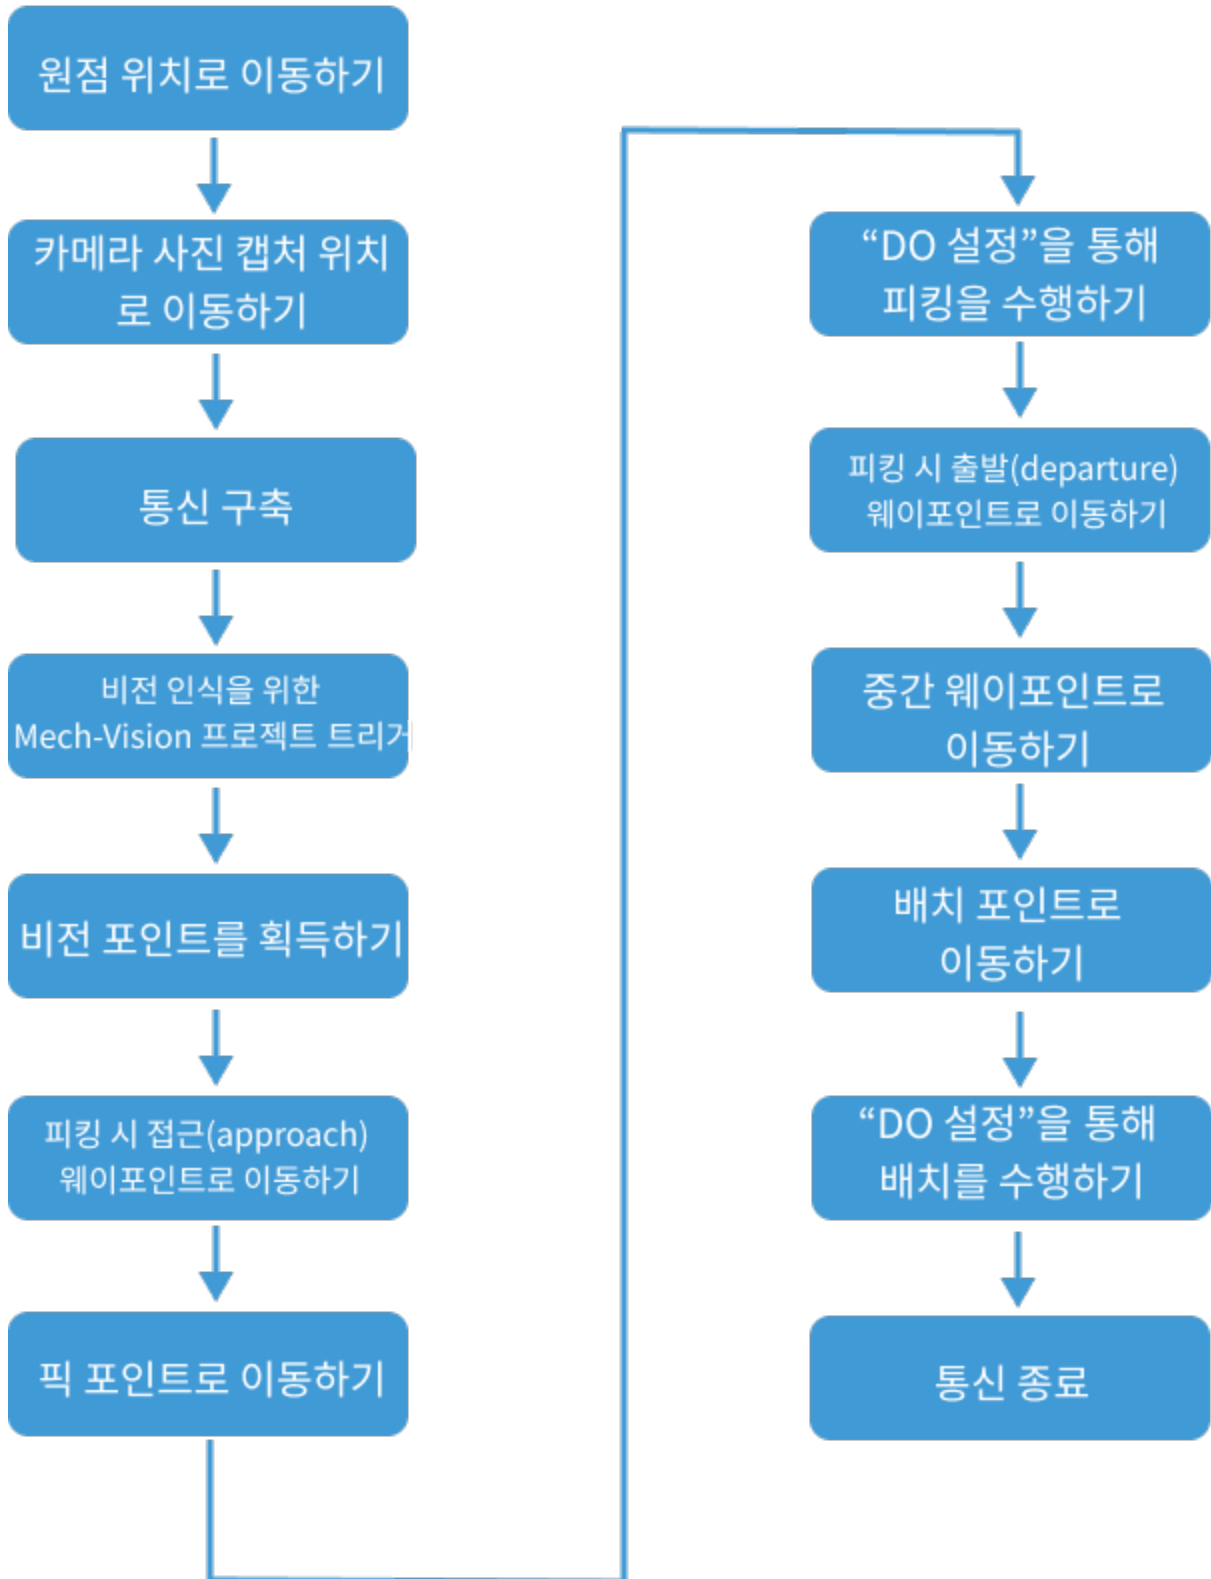 원점 위치로 이동하기
카메라 사진 캡처 위치
로 이동하기
통신 구축
비전 인식을 위한
Mech-Vision 프로젝트 트리거
비전 포인트를 획득하기
피킹 시 접근(approach)
웨이포인트로 이동하기
픽 포인트로 이동하기
“DO 설정”을 통해
피킹을 수행하기
피킹 시 출발(departure)
웨이포인트로 이동하기
중간 웨이포인트로
이동하기
배치 포인트로
이동하기
“DO 설정”을 통해
배치를 수행하기
통신 종료